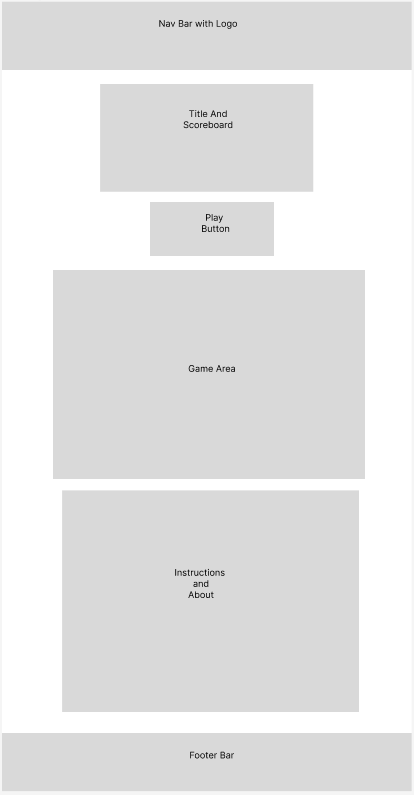 Nav Bar with Logo
Title And
Scoreboard
Play
Button
Game Area
Instructions
and
About
Footer Bar